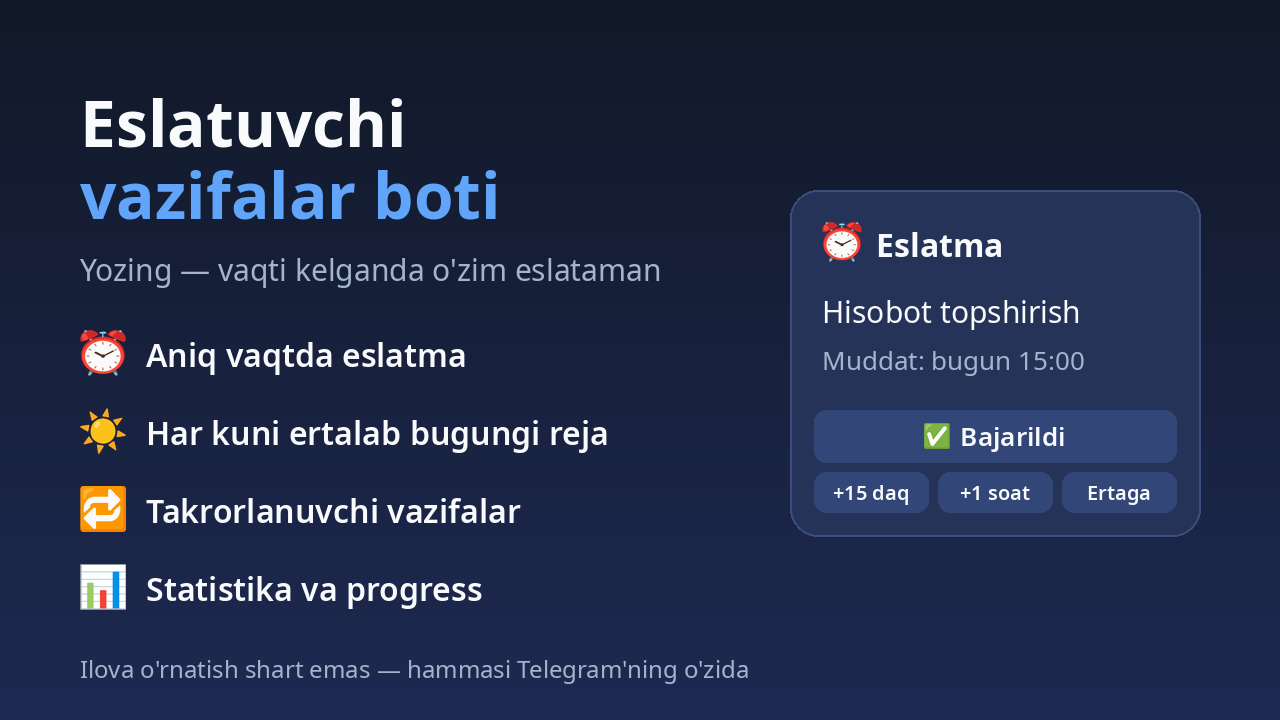 Eslatuvchi
vazifalar boti
Yozing — vaqti kelganda o'zim eslataman
Aniq vaqtda eslatma
Har kuni ertalab bugungi reja
Takrorlanuvchi vazifalar
Statistika va progress
Ilova o'rnatish shart emas — hammasi Telegram'ning o'zida
Eslatma
Hisobot topshirish
Muddat: bugun 15:00
Bajarildi
+15 daq
+1 soat
Ertaga